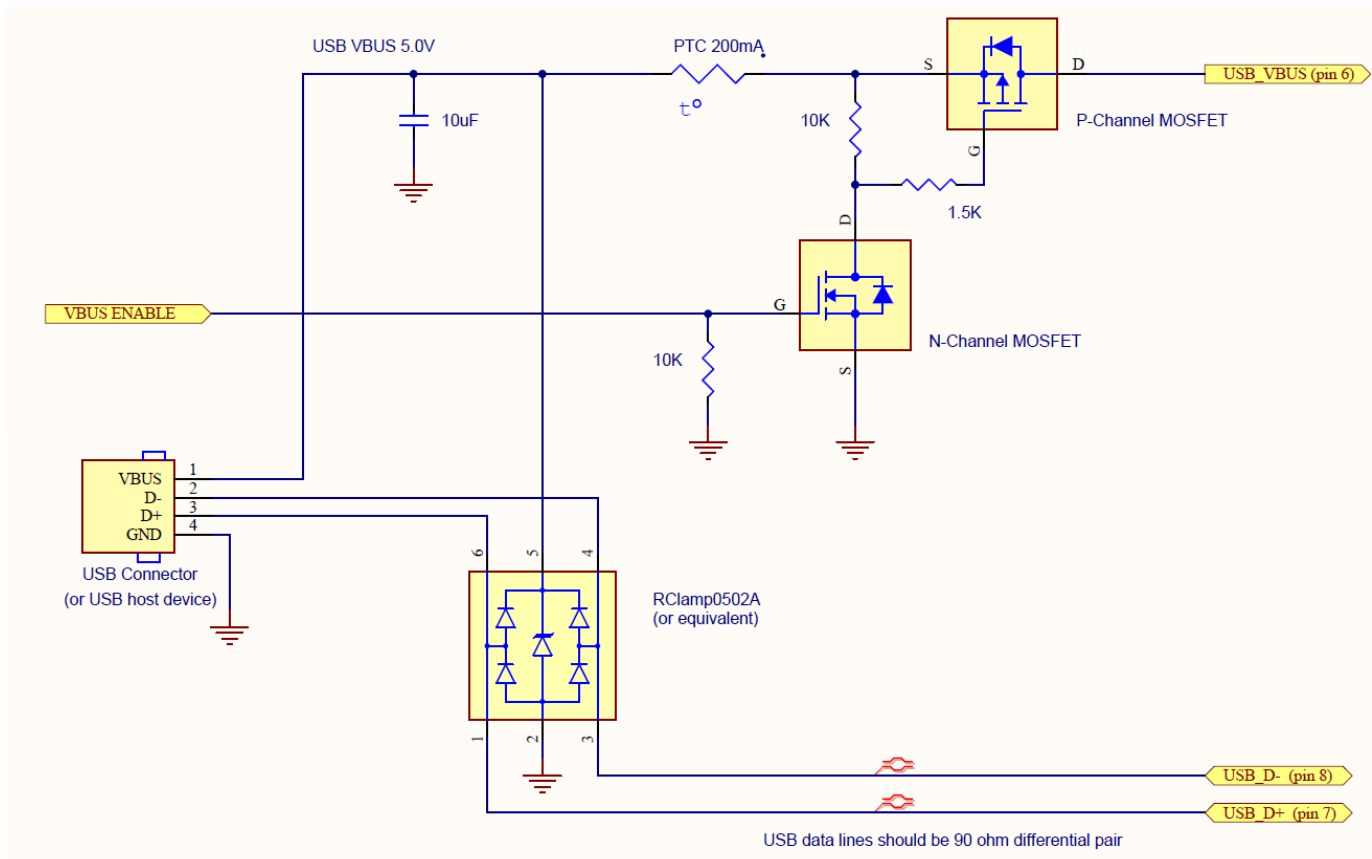 USB VBUS 5.0V
PTC 200mA
t°
10uF
10K
S
D
G
USB_VBUS (pin 6)
P-Channel MOSFET
1.5K
D
G
S
VBUS ENABLE
10K
N-Channel MOSFET
VBUS 1
D- 2
D+ 3
GND 4
USB Connector
(or USB host device)
6 5 4
RClamp0502A
(or equivalent)
1 2 3
USB_D- (pin 8)
USB_D+ (pin 7)
USB data lines should be 90 ohm differential pair